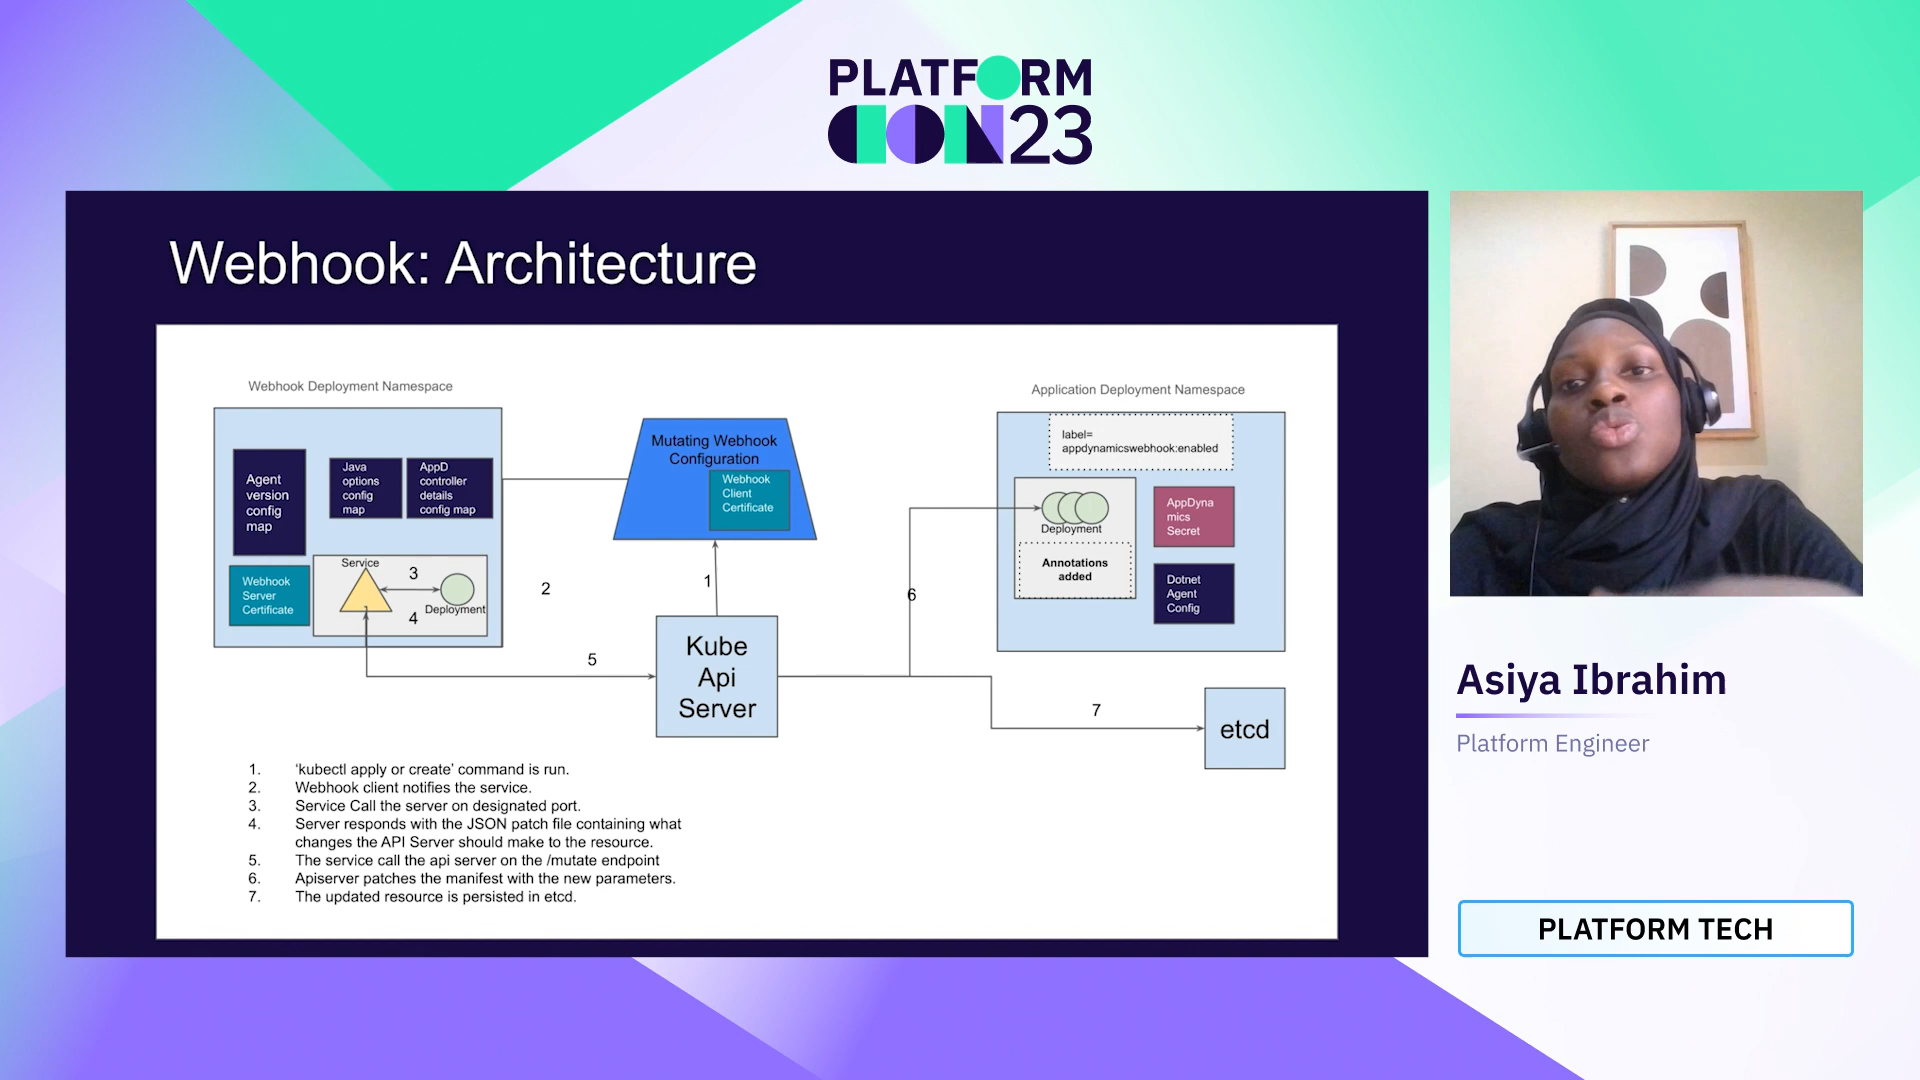 PLATFORM
CON23
Webhook: Architecture
Webhook Deployment Namespace
Agent
version
config
map
Java
options
config
map
AppD
controller
details
config map
Webhook
Server
Certificate
Service
3
4
Deployment
Mutating Webhook
Configuration
Webhook
Client
Certificate
2
1
5
Kube
Api
Server
6
7
Application Deployment Namespace
label=
appdynamicswebhook:enabled
Deployment
Annotations
added
AppDyna
mics
Secret
Dotnet
Agent
Config
etcd
1. ‘kubectl apply or create’ command is run.
2. Webhook client notifies the service.
3. Service Call the server on designated port.
4. Server responds with the JSON patch file containing what
changes the API Server should make to the resource.
5. The service call the api server on the /mutate endpoint
6. Apiserver patches the manifest with the new parameters.
7. The updated resource is persisted in etcd.
Asiya Ibrahim
Platform Engineer
PLATFORM TECH